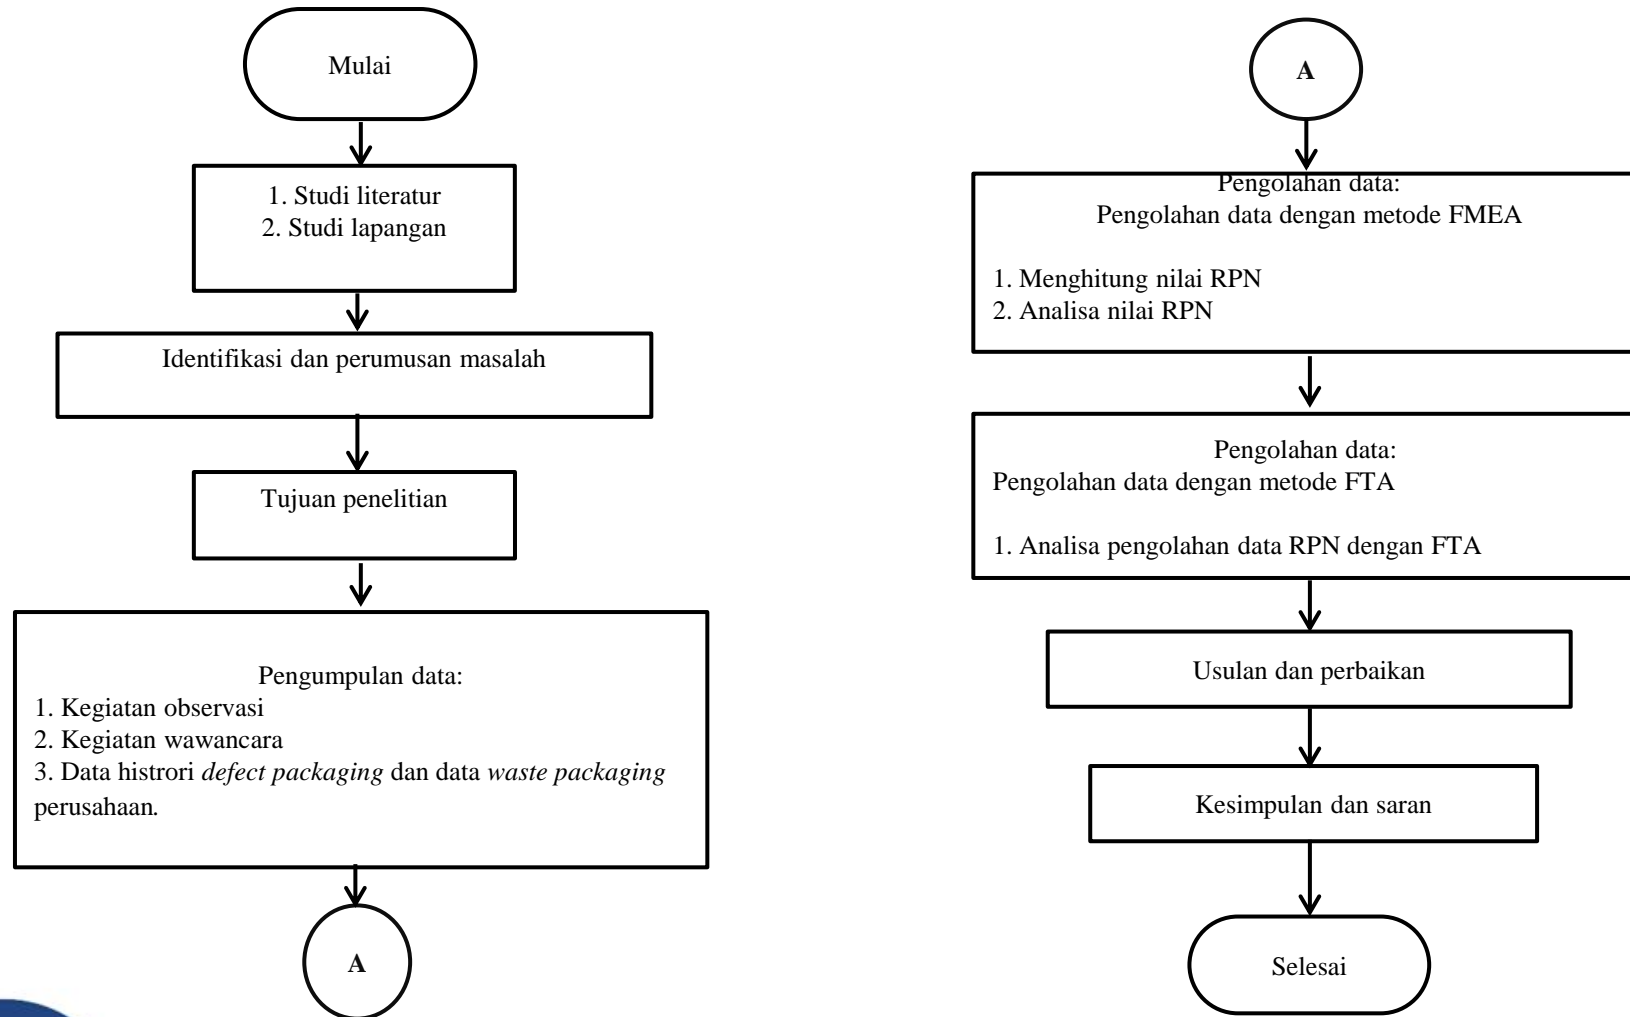 Mulai
1. Studi literatur
2. Studi lapangan
Identifikasi dan perumusan masalah
Tujuan penelitian
Pengumpulan data:
1. Kegiatan observasi
2. Kegiatan wawancara
3. Data histrori defect packaging dan data waste packaging
perusahaan.
A
A
Pengolahan data:
Pengolahan data dengan metode FMEA
1. Menghitung nilai RPN
2. Analisa nilai RPN
Pengolahan data:
Pengolahan data dengan metode FTA
1. Analisa pengolahan data RPN dengan FTA
Usulan dan perbaikan
Kesimpulan dan saran
Selesai